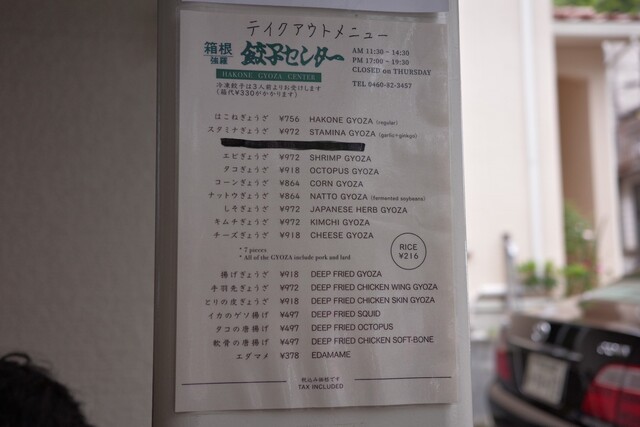 テイクアウトメニュー
箱根 強羅 餃子センター
HAKONE GYOZA CENTER
AM 11:30 - 14:30
PM 17:00 - 19:30
CLOSED on THURSDAY
TEL 0460-82-3457
冷凍餃子は3人前よりお受けします
(箱代¥330がかかります)
はこねぎょうざ ¥756 HAKONE GYOZA (regular)
スタミナぎょうざ ¥972 STAMINA GYOZA (garlic+ginkgo)
エビぎょうざ ¥972 SHRIMP GYOZA
タコぎょうざ ¥918 OCTOPUS GYOZA
コーンぎょうざ ¥864 CORN GYOZA
ナットウぎょうざ ¥864 NATTO GYOZA (fermented soybeans)
しそぎょうざ ¥972 JAPANESE HERB GYOZA
キムチぎょうざ ¥972 KIMCHI GYOZA
チーズぎょうざ ¥918 CHEESE GYOZA
* 7 pieces
* All of the GYOZA include pork and lard
RICE
¥216
揚げぎょうざ ¥918 DEEP FRIED GYOZA
手羽先ぎょうざ ¥972 DEEP FRIED CHICKEN WING GYOZA
とりの皮ぎょうざ ¥918 DEEP FRIED CHICKEN SKIN GYOZA
イカのゲソ揚げ ¥497 DEEP FRIED SQUID
タコの唐揚げ ¥497 DEEP FRIED OCTOPUS
軟骨の唐揚げ ¥497 DEEP FRIED CHICKEN SOFT-BONE
エダマメ ¥378 EDAMAME
税込み価格です
TAX INCLUDED